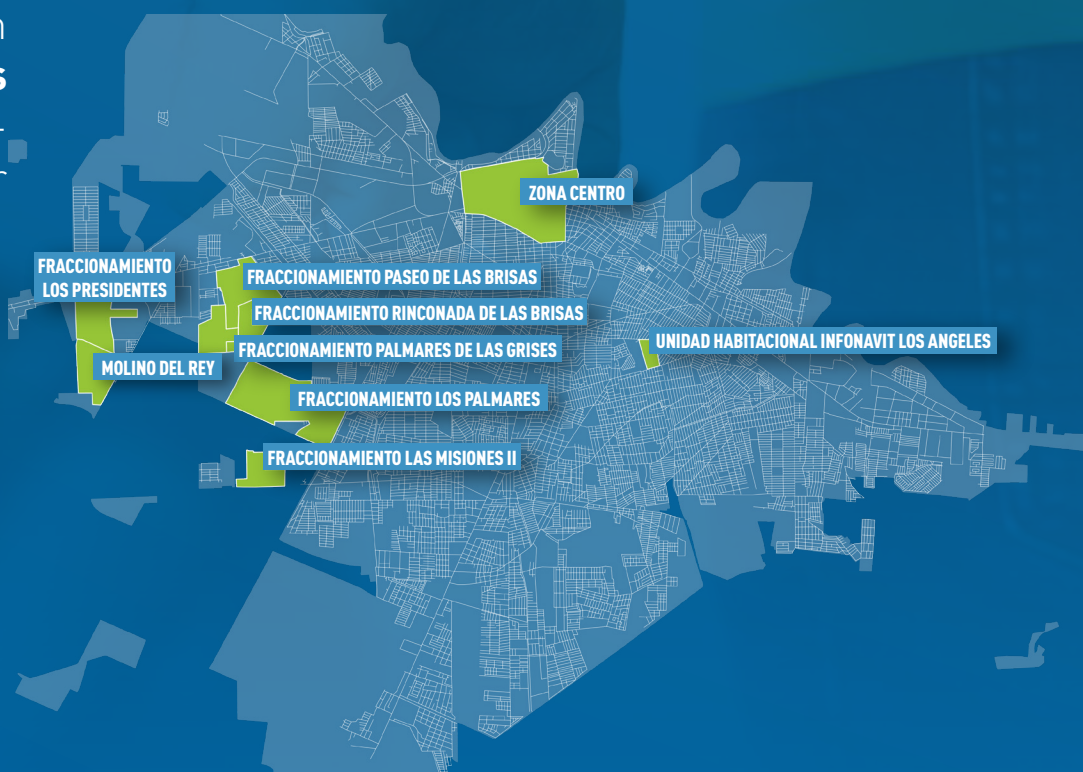 n
s
ZONA CENTRO
FRACCIONAMIENTO
LOS PRESIDENTES
FRACCIONAMIENTO PASEO DE LAS BRISAS
FRACCIONAMIENTO RINCONADA DE LAS BRISAS
UNIDAD HABITACIONAL INFONAVIT LOS ANGELES
FRACCIONAMIENTO PALMARES DE LAS GRISES
MOLINO DEL REY
FRACCIONAMIENTO LOS PALMARES
FRACCIONAMIENTO LAS MISIONES II